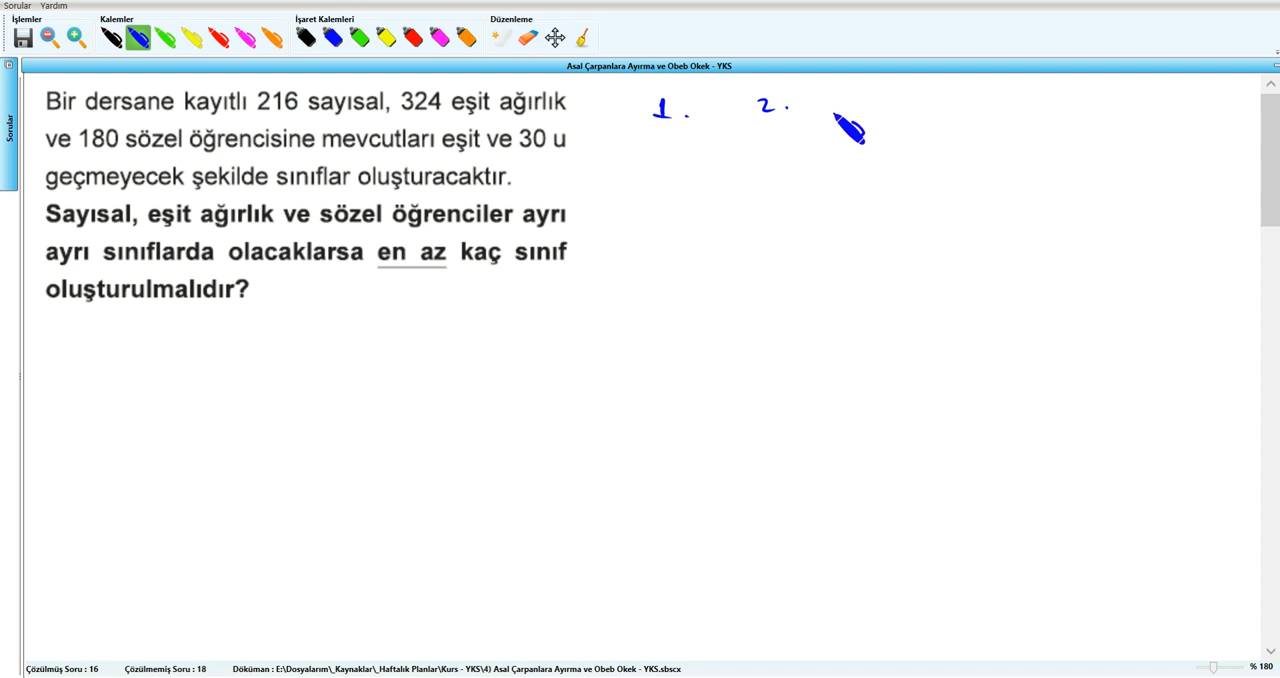 Sorular Yardım
İşlemler Kalemler İşaret Kalemleri Düzenleme
Asal Çarpanlara Ayırma ve Obeb Okek - YKS
Sorular
Bir dersane kayıtlı 216 sayısal, 324 eşit ağırlık
ve 180 sözel öğrencisine mevcutları eşit ve 30 u
geçmeyecek şekilde sınıflar oluşturacaktır.
Sayısal, eşit ağırlık ve sözel öğrenciler ayrı
ayrı sınıflarda olacaklarsa en az kaç sınıf
oluşturulmalıdır?
1. 2.
Çözülmüş Soru : 16 Çözülmemiş Soru : 18 Döküman : E:\Dosyalarım\_Kaynaklar\_Haftalık Planlar\Kurs - YKS\4) Asal Çarpanlara Ayırma ve Obeb Okek - YKS.sbscx % 180